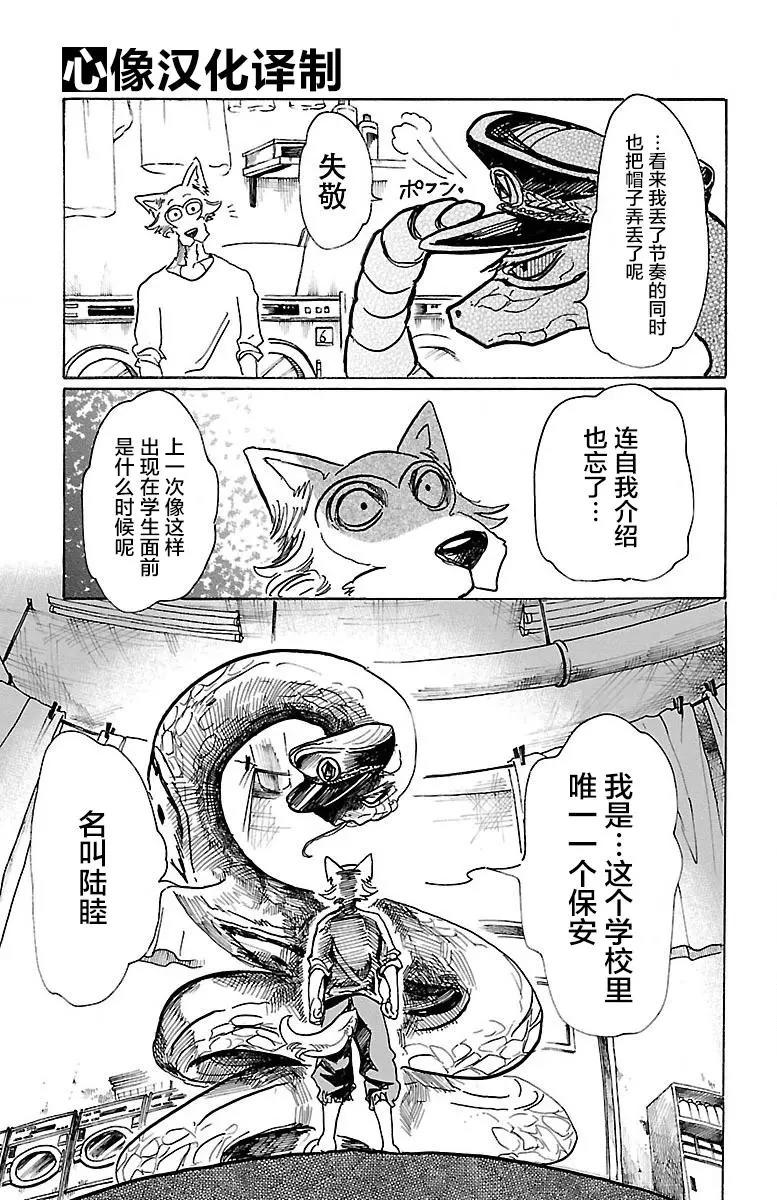 心像汉化译制
…看来我丢了节奏的同时
也把帽子弄丢了呢
ポフン、
失敬
6
连自我介绍
也忘了…
上一次像这样
出现在学生面前
是什么时候呢
我是…这个学校里
唯一一个保安
名叫陆睦